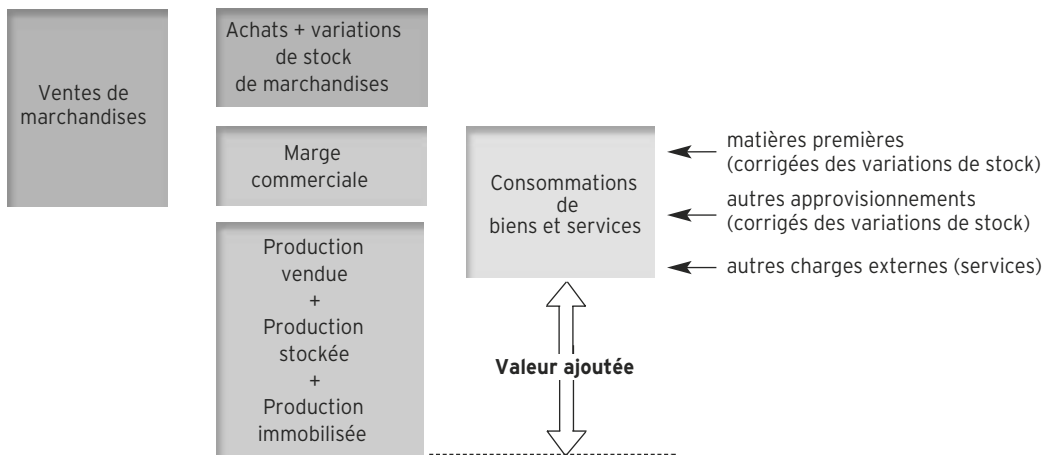 Ventes de
marchandises
Achats + variations
de stock
de marchandises
Marge
commerciale
Production
vendue
+
Production
stockée
+
Production
immobilisée
Consommations
de
biens et services
matières premières
(corrigées des variations de stock)
autres approvisionnements
(corrigés des variations de stock)
autres charges externes (services)
Valeur ajoutée